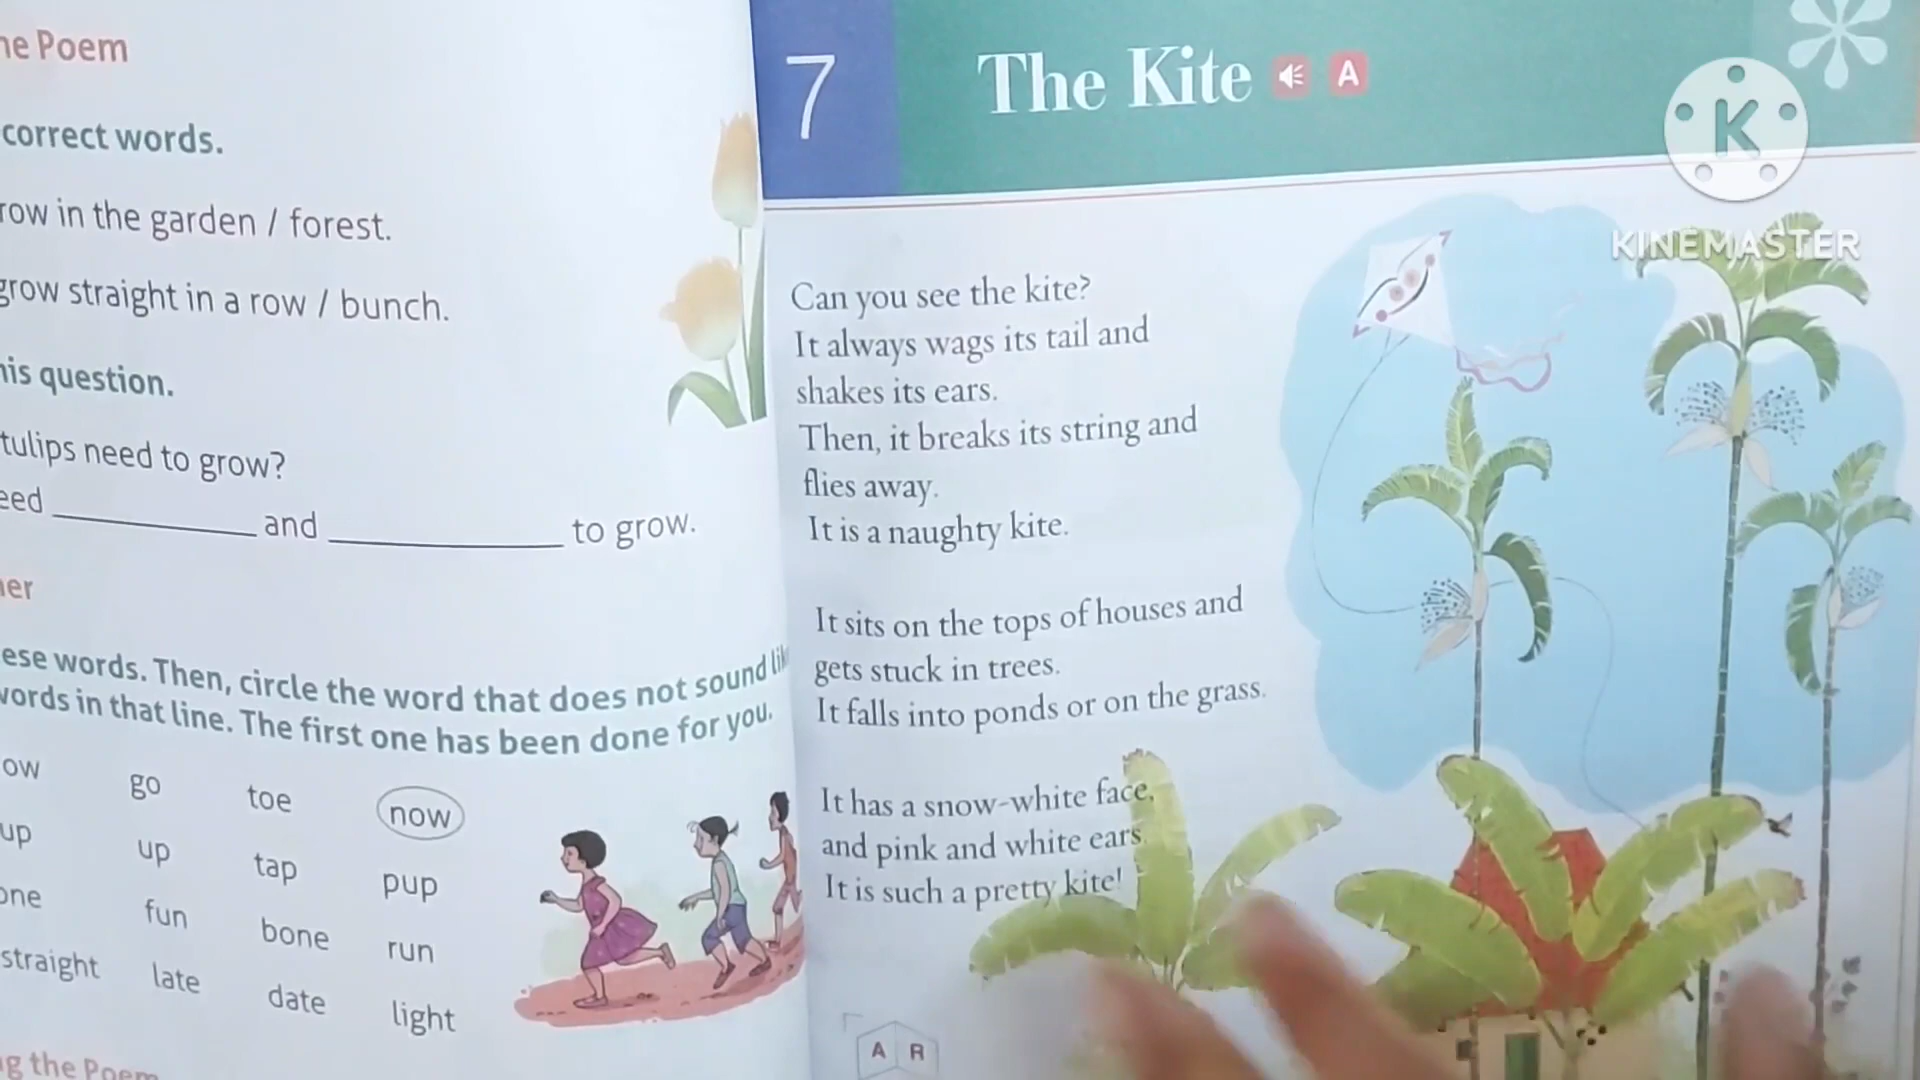 he Poem
correct words.
row in the garden / forest.
grow straight in a row / bunch.
his question.
tulips need to grow?
eed ____________ and ____________ to grow.
er
ese words. Then, circle the word that does not sound lik
words in that line. The first one has been done for you.
ow go toe now
up up tap pup
one fun bone run
straight late date light
g the Poem
7 The Kite A
Can you see the kite?
It always wags its tail and
shakes its ears.
Then, it breaks its string and
flies away.
It is a naughty kite.
It sits on the tops of houses and
gets stuck in trees.
It falls into ponds or on the grass.
It has a snow-white face,
and pink and white ears.
It is such a pretty kite!
A R
K
KINEMASTER